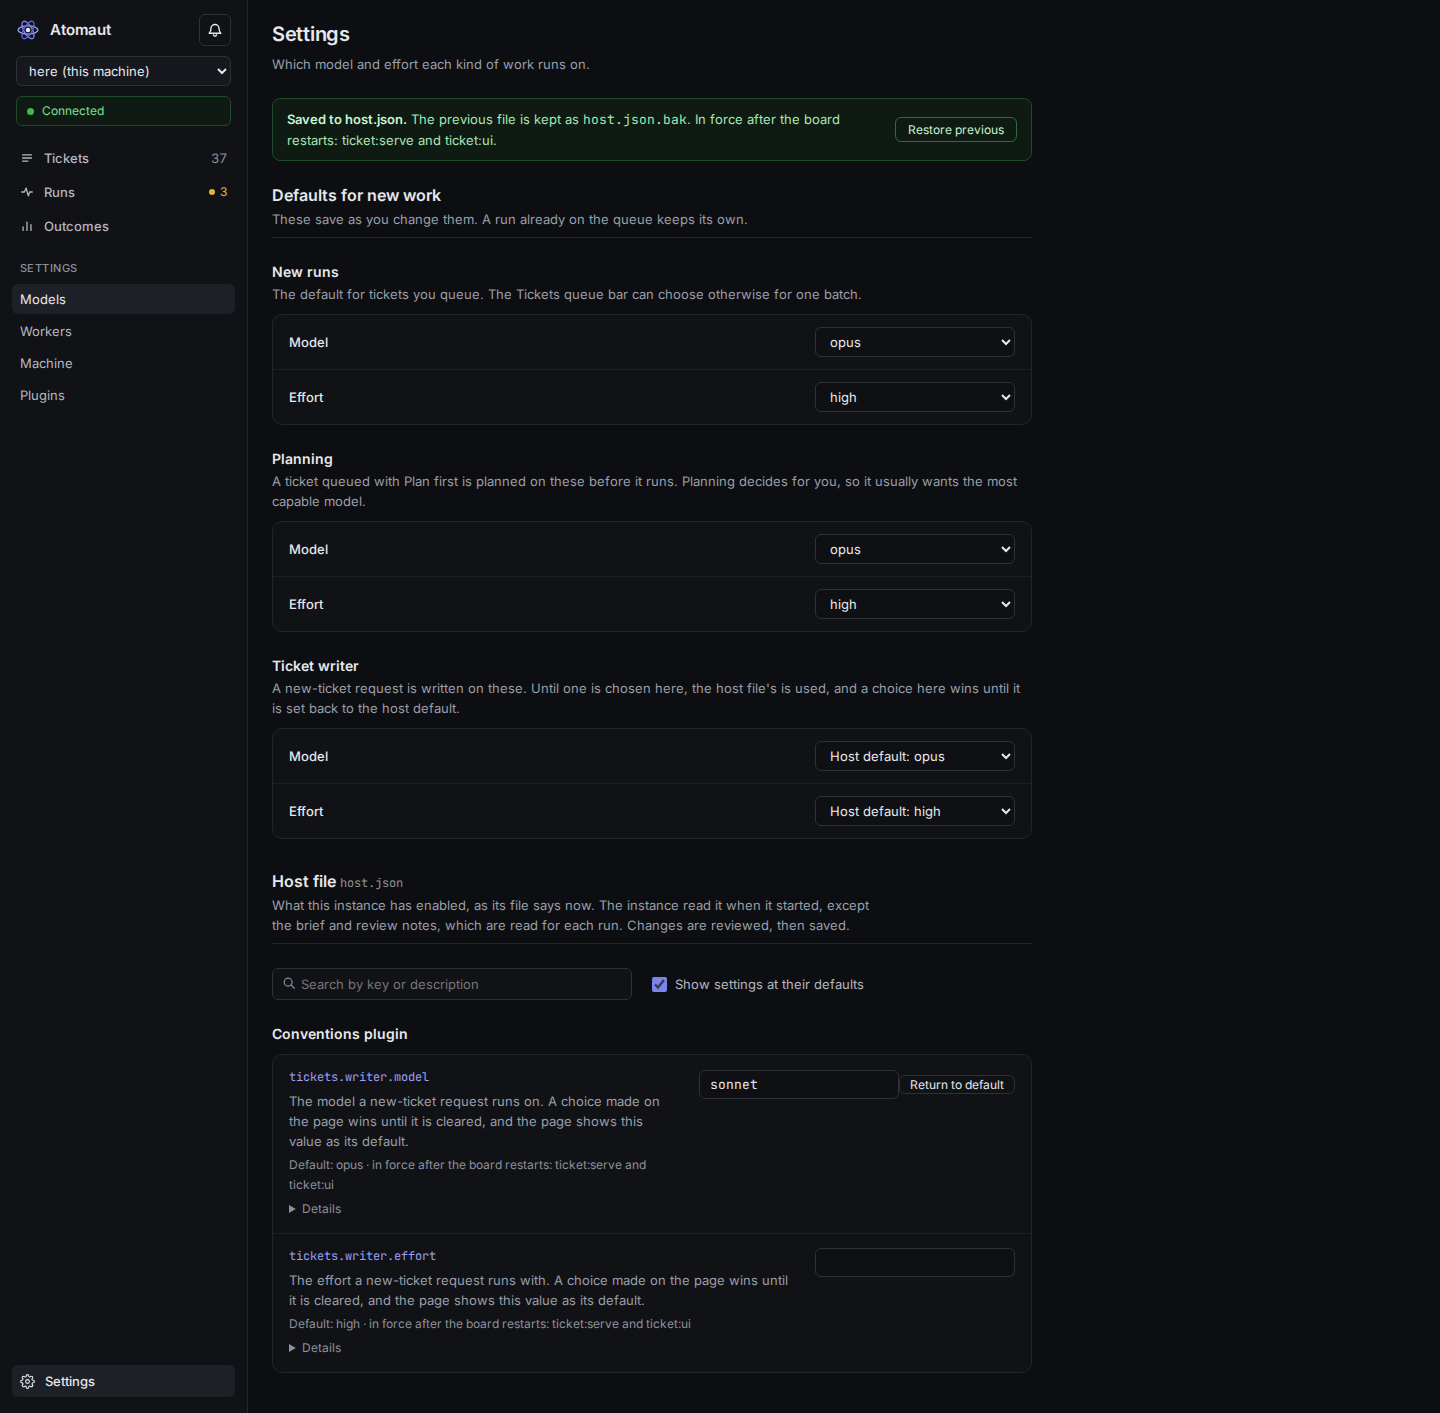 Atomaut
here (this machine)
Connected
Tickets 37
Runs 3
Outcomes
SETTINGS
Models
Workers
Machine
Plugins
Settings
Settings
Which model and effort each kind of work runs on.
Saved to host.json. The previous file is kept as host.json.bak. In force after the board
restarts: ticket:serve and ticket:ui.
Restore previous
Defaults for new work
These save as you change them. A run already on the queue keeps its own.
New runs
The default for tickets you queue. The Tickets queue bar can choose otherwise for one batch.
Model opus
Effort high
Planning
A ticket queued with Plan first is planned on these before it runs. Planning decides for you, so it usually wants the most
capable model.
Model opus
Effort high
Ticket writer
A new-ticket request is written on these. Until one is chosen here, the host file's is used, and a choice here wins until it
is set back to the host default.
Model Host default: opus
Effort Host default: high
Host file host.json
What this instance has enabled, as its file says now. The instance read it when it started, except
the brief and review notes, which are read for each run. Changes are reviewed, then saved.
Search by key or description
Show settings at their defaults
Conventions plugin
tickets.writer.model
The model a new-ticket request runs on. A choice made on
the page wins until it is cleared, and the page shows this
value as its default.
Default: opus · in force after the board restarts: ticket:serve and
ticket:ui
Details
sonnet
Return to default
tickets.writer.effort
The effort a new-ticket request runs with. A choice made on the page wins until
it is cleared, and the page shows this value as its default.
Default: high · in force after the board restarts: ticket:serve and ticket:ui
Details